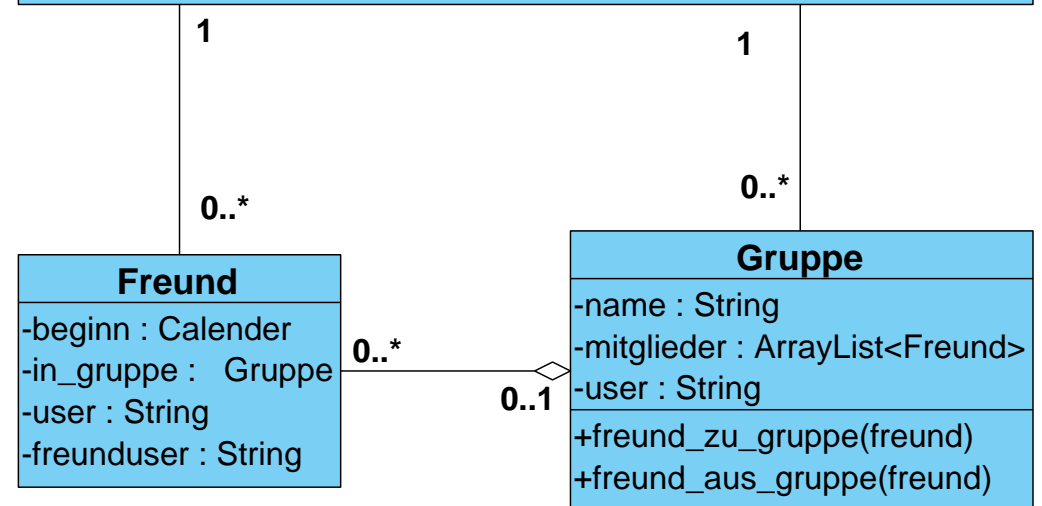 1
1
0..*
0..*
Freund
-beginn : Calender
-in_gruppe : Gruppe
-user : String
-freunduser : String
0..*
0..1
Gruppe
-name : String
-mitglieder : ArrayList<Freund>
-user : String
+freund_zu_gruppe(freund)
+freund_aus_gruppe(freund)